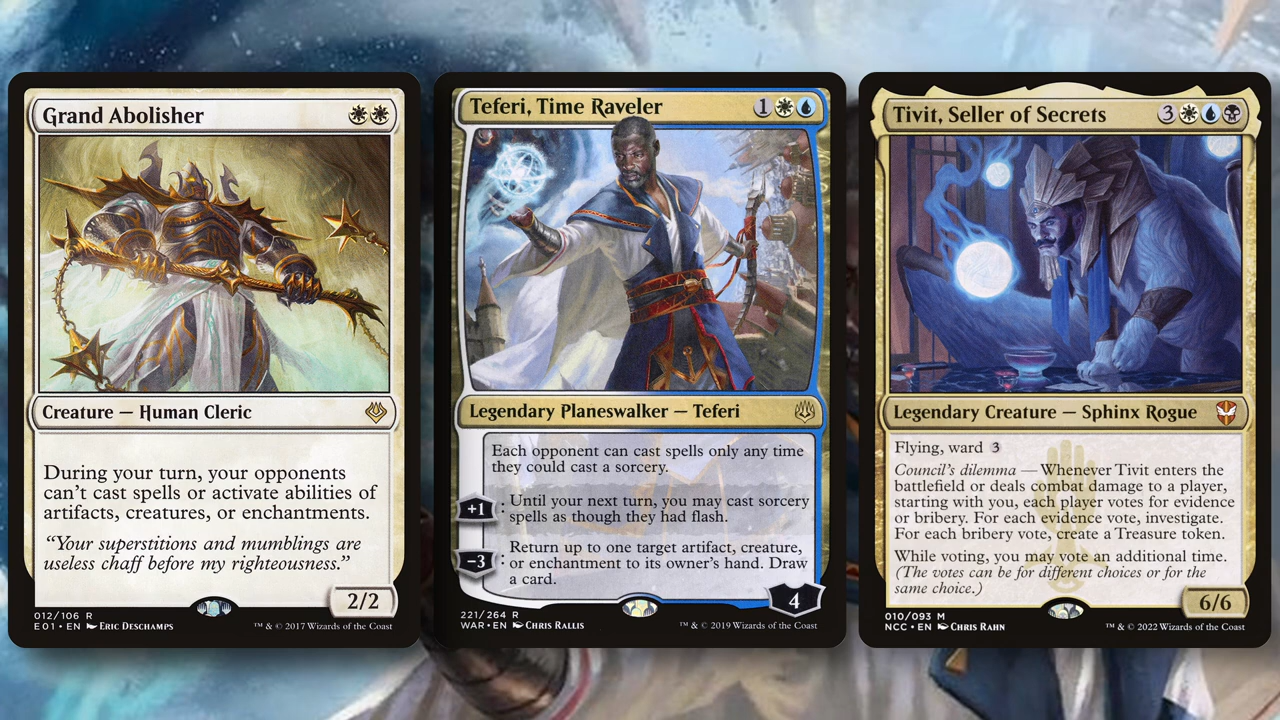 Grand Abolisher
Creature — Human Cleric
During your turn, your opponents
can't cast spells or activate abilities of
artifacts, creatures, or enchantments.
“Your superstitions and mumblings are
useless chaff before my righteousness.”
2/2
012/106 R
E01 • EN Eric Deschamps
™ & © 2017 Wizards of the Coast
Teferi, Time Raveler
1
Legendary Planeswalker — Teferi
Each opponent can cast spells only any time
they could cast a sorcery.
+1 : Until your next turn, you may cast sorcery
spells as though they had flash.
−3 : Return up to one target artifact, creature,
or enchantment to its owner's hand. Draw
a card.
4
221/264 R
WAR • EN Chris Rallis
™ & © 2019 Wizards of the Coast
Tivit, Seller of Secrets
3
Legendary Creature — Sphinx Rogue
Flying, ward 3
Council's dilemma — Whenever Tivit enters the
battlefield or deals combat damage to a player,
starting with you, each player votes for evidence
or bribery. For each evidence vote, investigate.
For each bribery vote, create a Treasure token.
While voting, you may vote an additional time.
(The votes can be for different choices or for the
same choice.)
6/6
010/093 M
NCC • EN Chris Rahn
™ & © 2022 Wizards of the Coast